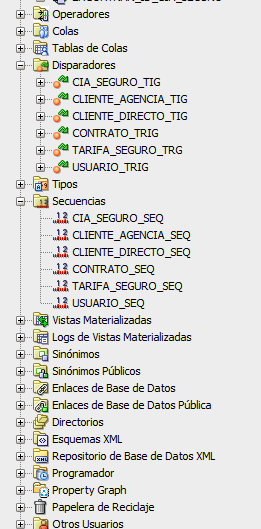 Operadores
Colas
Tablas de Colas
Disparadores
CIA_SEGURO_TIG
CLIENTE_AGENCIA_TIG
CLIENTE_DIRECTO_TIG
CONTRATO_TRIG
TARIFA_SEGURO_TRG
USUARIO_TRIG
Tipos
Secuencias
CIA_SEGURO_SEQ
CLIENTE_AGENCIA_SEQ
CLIENTE_DIRECTO_SEQ
CONTRATO_SEQ
TARIFA_SEGURO_SEQ
USUARIO_SEQ
Vistas Materializadas
Logs de Vistas Materializadas
Sinónimos
Sinónimos Públicos
Enlaces de Base de Datos
Enlaces de Base de Datos Pública
Directorios
Esquemas XML
Repositorio de Base de Datos XML
Programador
Property Graph
Papelera de Reciclaje
Otros Usuarios